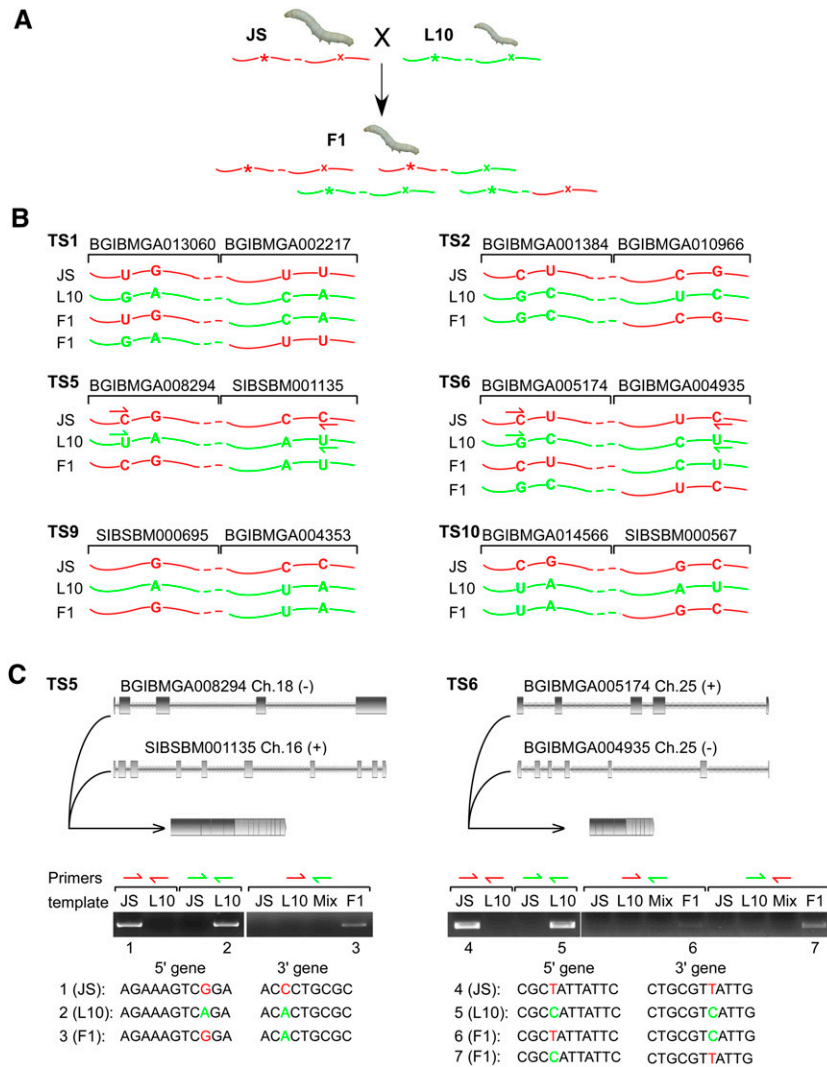 A
JS X L10
* x * x
F1
* x * x
* x * x
B
TS1 BGIBMGA013060 BGIBMGA002217
JS U G U U
L10 G A C A
F1 U G C A
F1 G A U U
TS2 BGIBMGA001384 BGIBMGA010966
JS C U C G
L10 G C U C
F1 G C C G
TS5 BGIBMGA008294 SIBSBM001135
JS C G C C
L10 U A A U
F1 C G A U
TS6 BGIBMGA005174 BGIBMGA004935
JS C U U C
L10 G C C U
F1 C U C U
F1 G C U C
TS9 SIBSBM000695 BGIBMGA004353
JS G C C
L10 A U A
F1 G U A
TS10 BGIBMGA014566 SIBSBM000567
JS C G G C
L10 U A A U
F1 U A G C
C
TS5
BGIBMGA008294 Ch.18 (-)
SIBSBM001135 Ch.16 (+)
TS6
BGIBMGA005174 Ch.25 (+)
BGIBMGA004935 Ch.25 (-)
Primers
template JS L10 JS L10 JS L10 Mix F1
1 2 3
5' gene 3' gene
1 (JS): AGAAAGTCGGA ACCCTGCGC
2 (L10): AGAAAGTCAGA ACACTGCGC
3 (F1): AGAAAGTCGGA ACACTGCGC
JS L10 JS L10 JS L10 Mix F1 JS L10 Mix F1
4 5 6 7
5' gene 3' gene
4 (JS): CGCTATTATTC CTGCGTTATTG
5 (L10): CGCCATTATTC CTGCGTCATTG
6 (F1): CGCTATTATTC CTGCGTCATTG
7 (F1): CGCCATTATTC CTGCGTTATTG